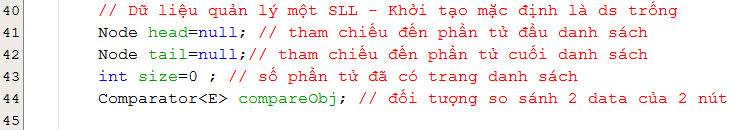 40 // Dữ liệu quản lý một SLL - Khởi tạo mặc định là ds trống
41 Node head=null; // tham chiếu đến phần tử đầu danh sách
42 Node tail=null;// tham chiếu đến phần tử cuối danh sách
43 int size=0 ; // số phần tử đã có trang danh sách
44 Comparator<E> compareObj; // đối tượng so sánh 2 data của 2 nút
45